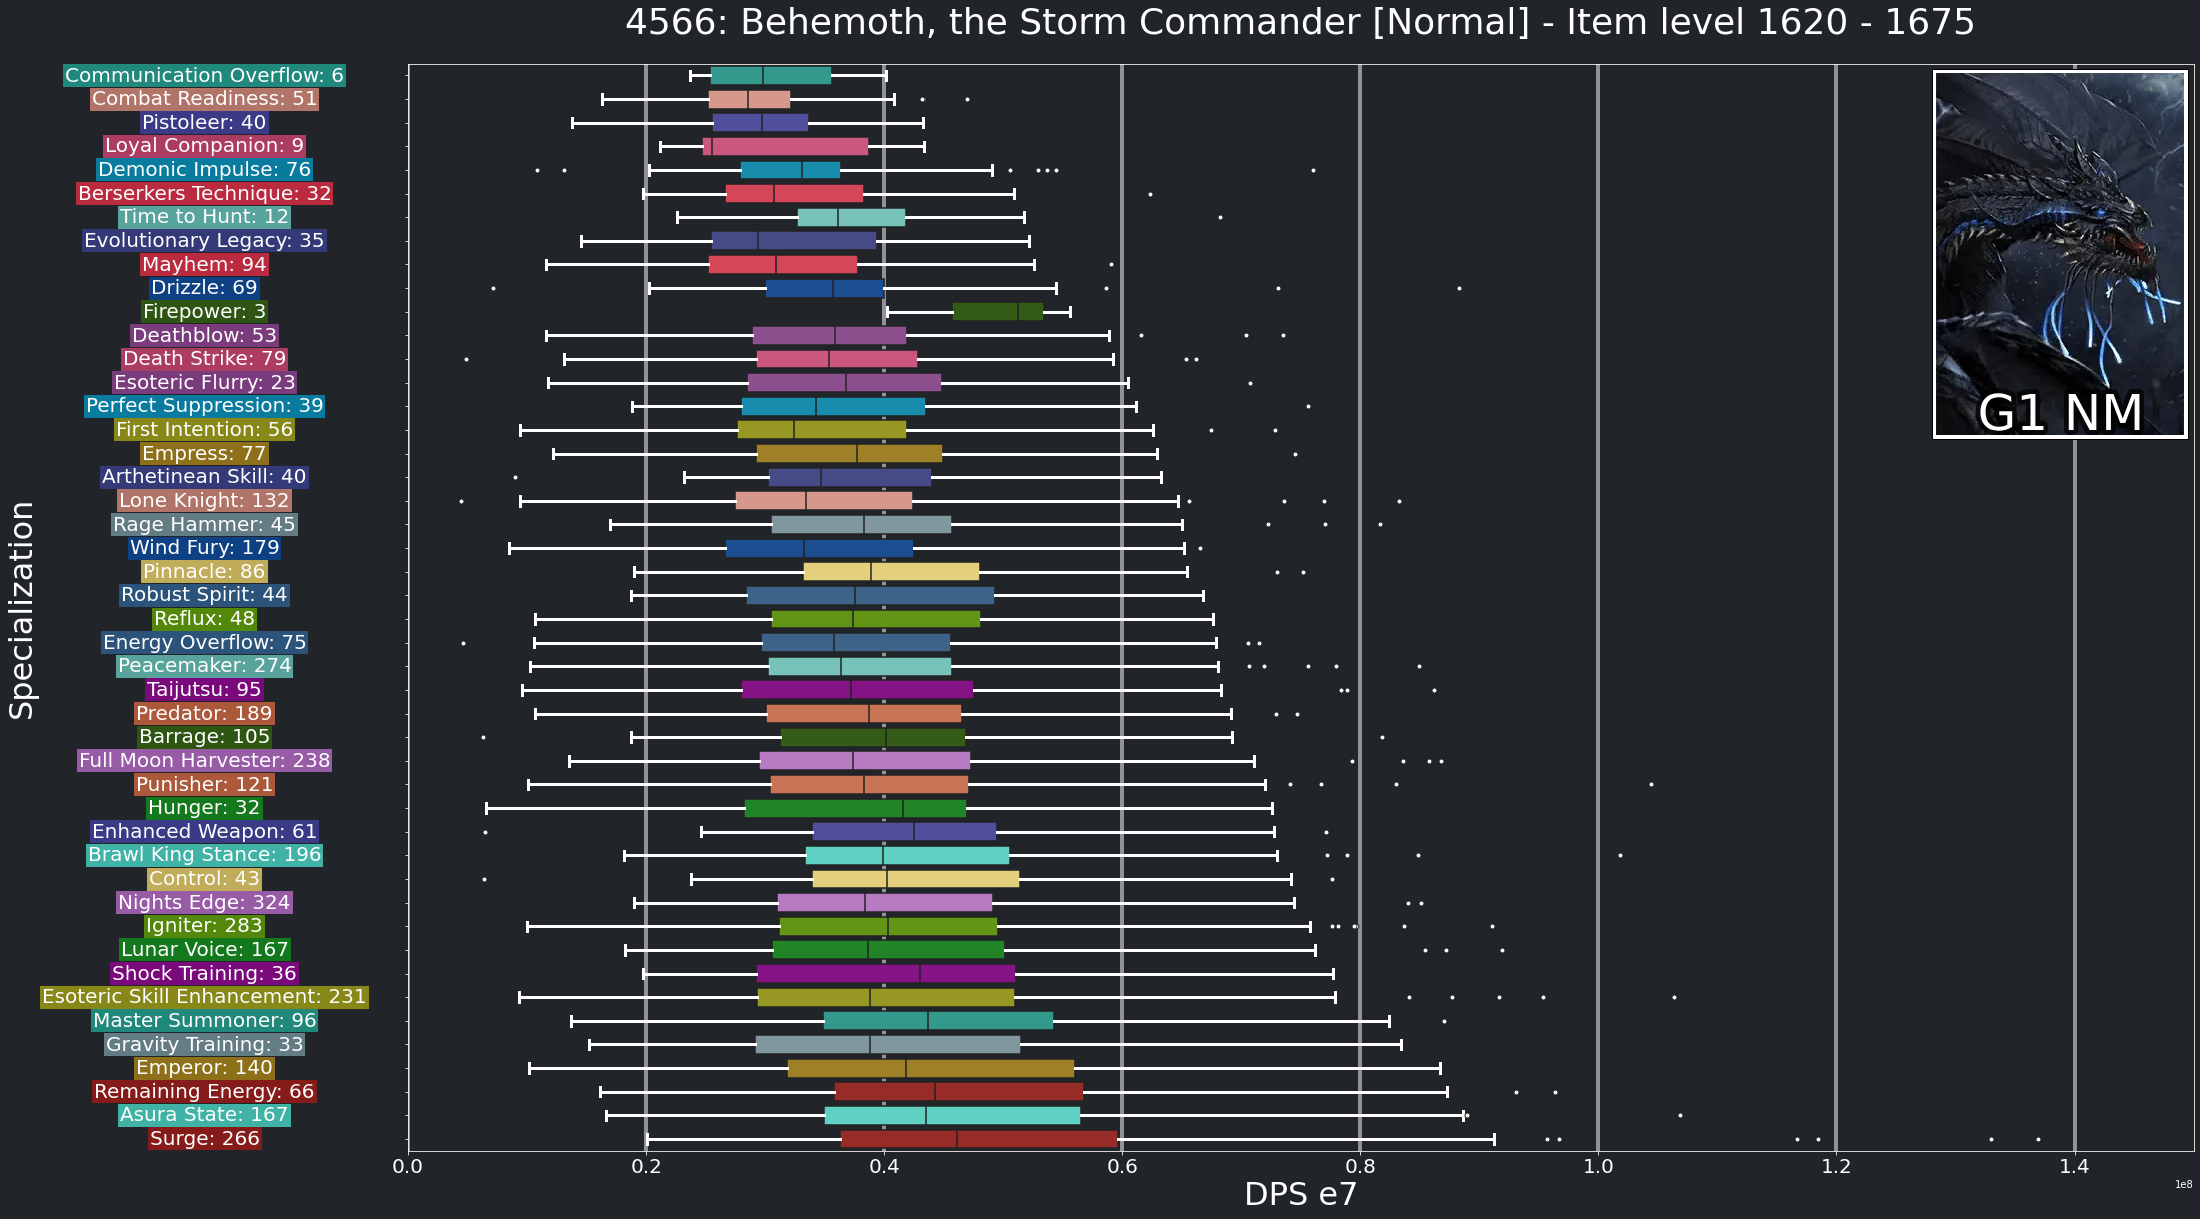 4566: Behemoth, the Storm Commander [Normal] - Item level 1620 - 1675
Communication Overflow: 6
Combat Readiness: 51
Pistoleer: 40
Loyal Companion: 9
Demonic Impulse: 76
Berserkers Technique: 32
Time to Hunt: 12
Evolutionary Legacy: 35
Mayhem: 94
Drizzle: 69
Firepower: 3
Deathblow: 53
Death Strike: 79
Esoteric Flurry: 23
Perfect Suppression: 39
First Intention: 56
Empress: 77
Arthetinean Skill: 40
Lone Knight: 132
Rage Hammer: 45
Wind Fury: 179
Pinnacle: 86
Robust Spirit: 44
Reflux: 48
Energy Overflow: 75
Peacemaker: 274
Taijutsu: 95
Predator: 189
Barrage: 105
Full Moon Harvester: 238
Punisher: 121
Hunger: 32
Enhanced Weapon: 61
Brawl King Stance: 196
Control: 43
Nights Edge: 324
Igniter: 283
Lunar Voice: 167
Shock Training: 36
Esoteric Skill Enhancement: 231
Master Summoner: 96
Gravity Training: 33
Emperor: 140
Remaining Energy: 66
Asura State: 167
Surge: 266
Specialization
G1 NM
0.0 0.2 0.4 0.6 0.8 1.0 1.2 1.4
1e8
DPS e7